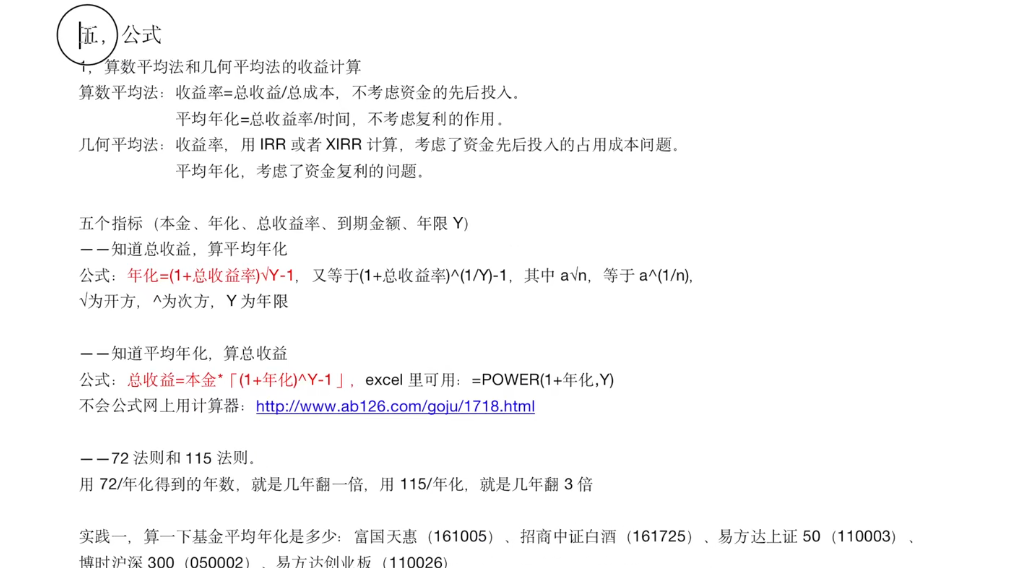 五，公式
1，算数平均法和几何平均法的收益计算
算数平均法：收益率=总收益/总成本，不考虑资金的先后投入。
平均年化=总收益率/时间，不考虑复利的作用。
几何平均法：收益率，用 IRR 或者 XIRR 计算，考虑了资金先后投入的占用成本问题。
平均年化，考虑了资金复利的问题。
五个指标（本金、年化、总收益率、到期金额、年限 Y）
——知道总收益，算平均年化
公式：年化=(1+总收益率)√Y-1，又等于(1+总收益率)^(1/Y)-1，其中 a√n，等于 a^(1/n),
√为开方，^为次方，Y 为年限
——知道平均年化，算总收益
公式：总收益=本金*「(1+年化)^Y-1」，excel 里可用：=POWER(1+年化,Y)
不会公式网上用计算器：http://www.ab126.com/goju/1718.html
——72 法则和 115 法则。
用 72/年化得到的年数，就是几年翻一倍，用 115/年化，就是几年翻 3 倍
实践一，算一下基金平均年化是多少：富国天惠（161005）、招商中证白酒（161725）、易方达上证 50（110003）、
博时沪深 300（050002）、易方达创业板（110026）